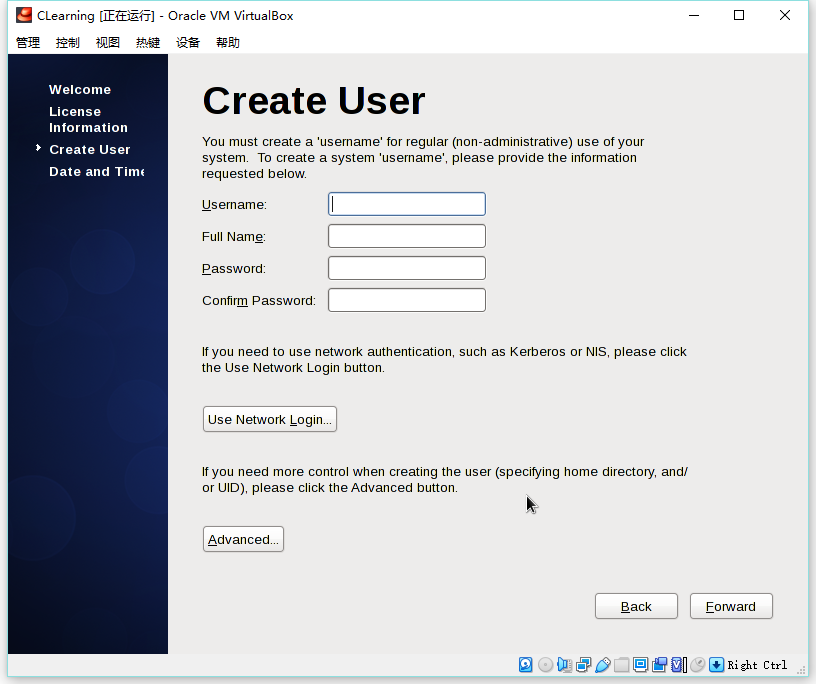 CLearning [正在运行] - Oracle VM VirtualBox
管理 控制 视图 热键 设备 帮助
Welcome
License
Information
Create User
Date and Time
Create User
You must create a 'username' for regular (non-administrative) use of your
system.  To create a system 'username', please provide the information
requested below.
Username:
Full Name:
Password:
Confirm Password:
If you need to use network authentication, such as Kerberos or NIS, please click
the Use Network Login button.
Use Network Login...
If you need more control when creating the user (specifying home directory, and/
or UID), please click the Advanced button.
Advanced...
Back Forward
Right Ctrl